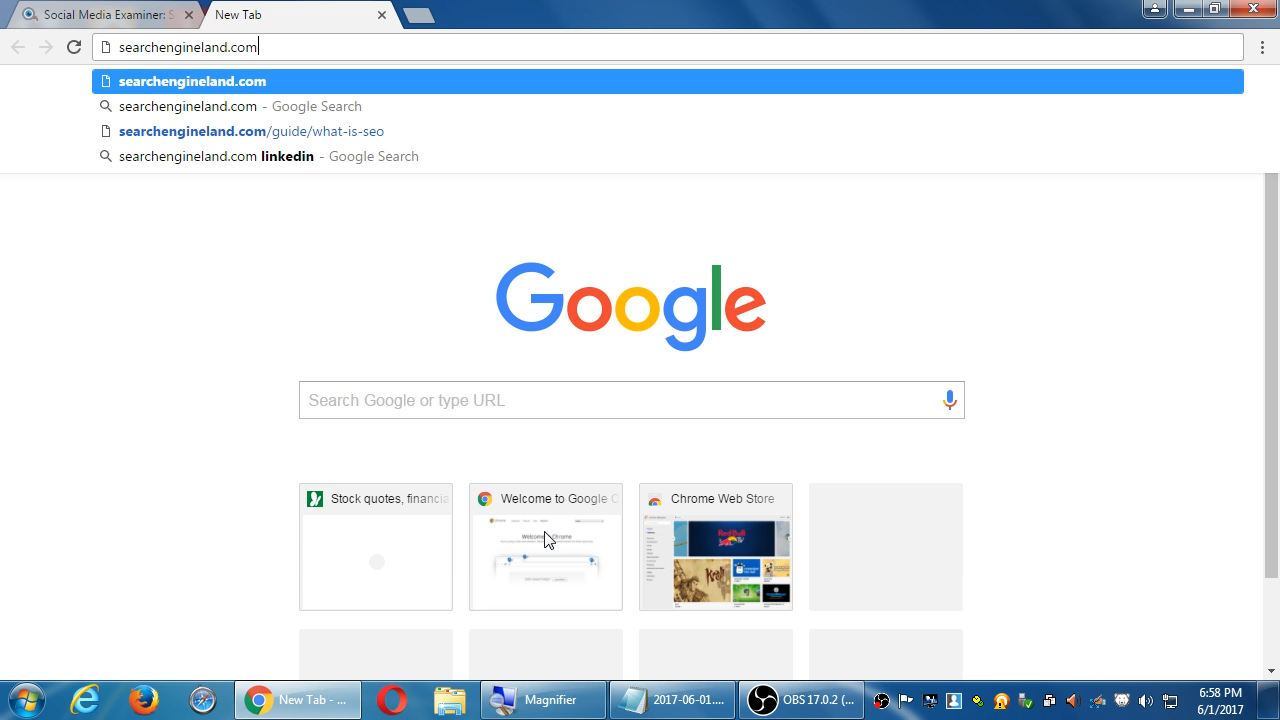 Social Media Examiner: S
New Tab
searchengineland.com
searchengineland.com
searchengineland.com - Google Search
searchengineland.com/guide/what-is-seo
searchengineland.com linkedin - Google Search
Google
Search Google or type URL
Stock quotes, financia
Welcome to Google C
Chrome Web Store
New Tab - ...
Magnifier
2017-06-01....
OBS 17.0.2 (...
6:58 PM
6/1/2017